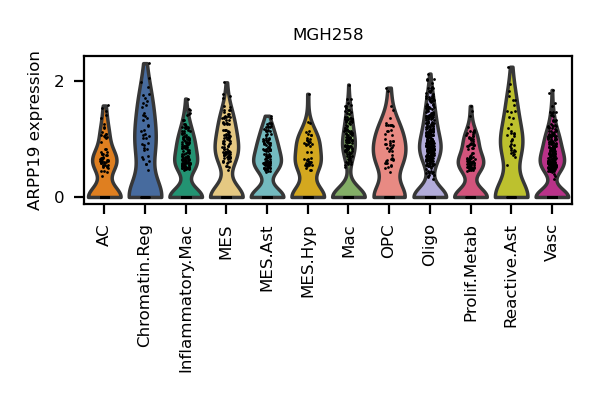 MGH258
ARPP19 expression
2
0
AC
Chromatin.Reg
Inflammatory.Mac
MES
MES.Ast
MES.Hyp
Mac
OPC
Oligo
Prolif.Metab
Reactive.Ast
Vasc